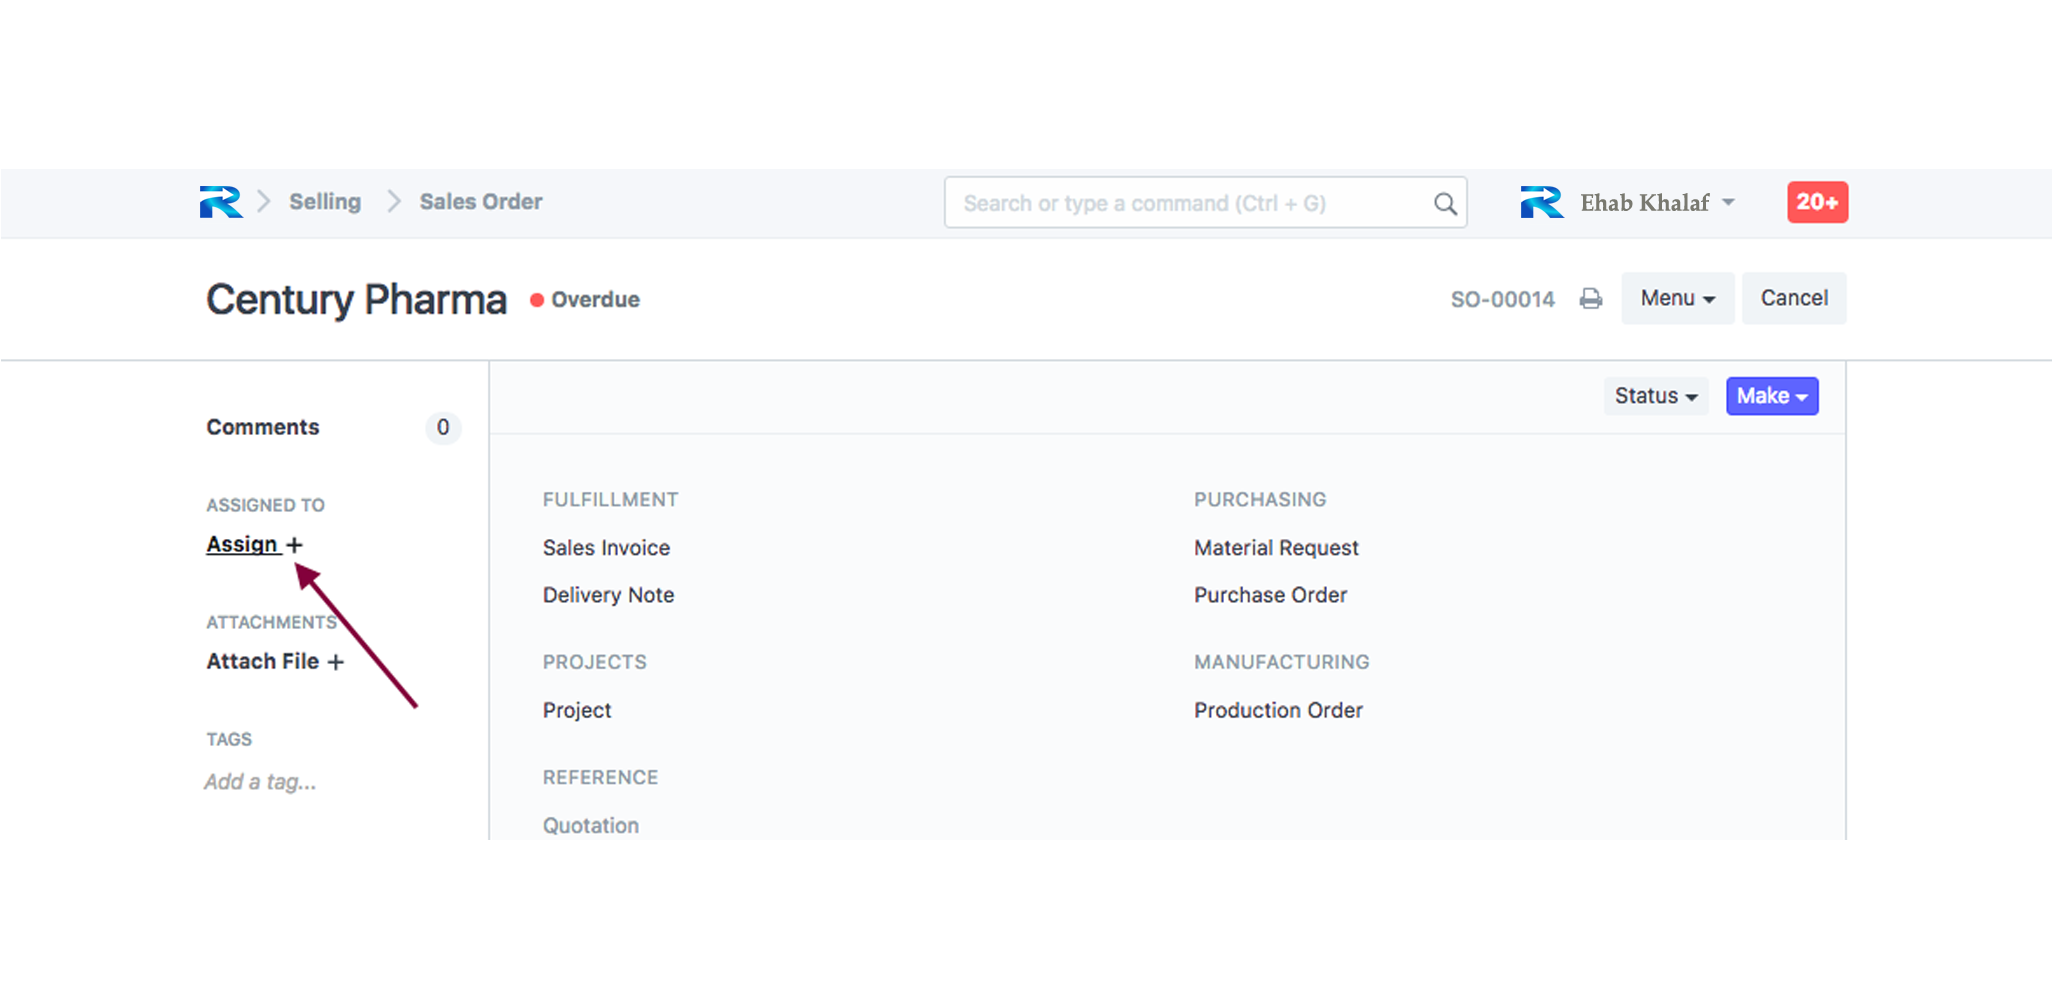 Selling
Sales Order
Search or type a command (Ctrl + G)
Ehab Khalaf
20+
Century Pharma
Overdue
SO-00014
Menu
Cancel
Status
Make
Comments
0
ASSIGNED TO
Assign +
ATTACHMENTS
Attach File +
TAGS
Add a tag...
FULFILLMENT
Sales Invoice
Delivery Note
PROJECTS
Project
REFERENCE
Quotation
PURCHASING
Material Request
Purchase Order
MANUFACTURING
Production Order